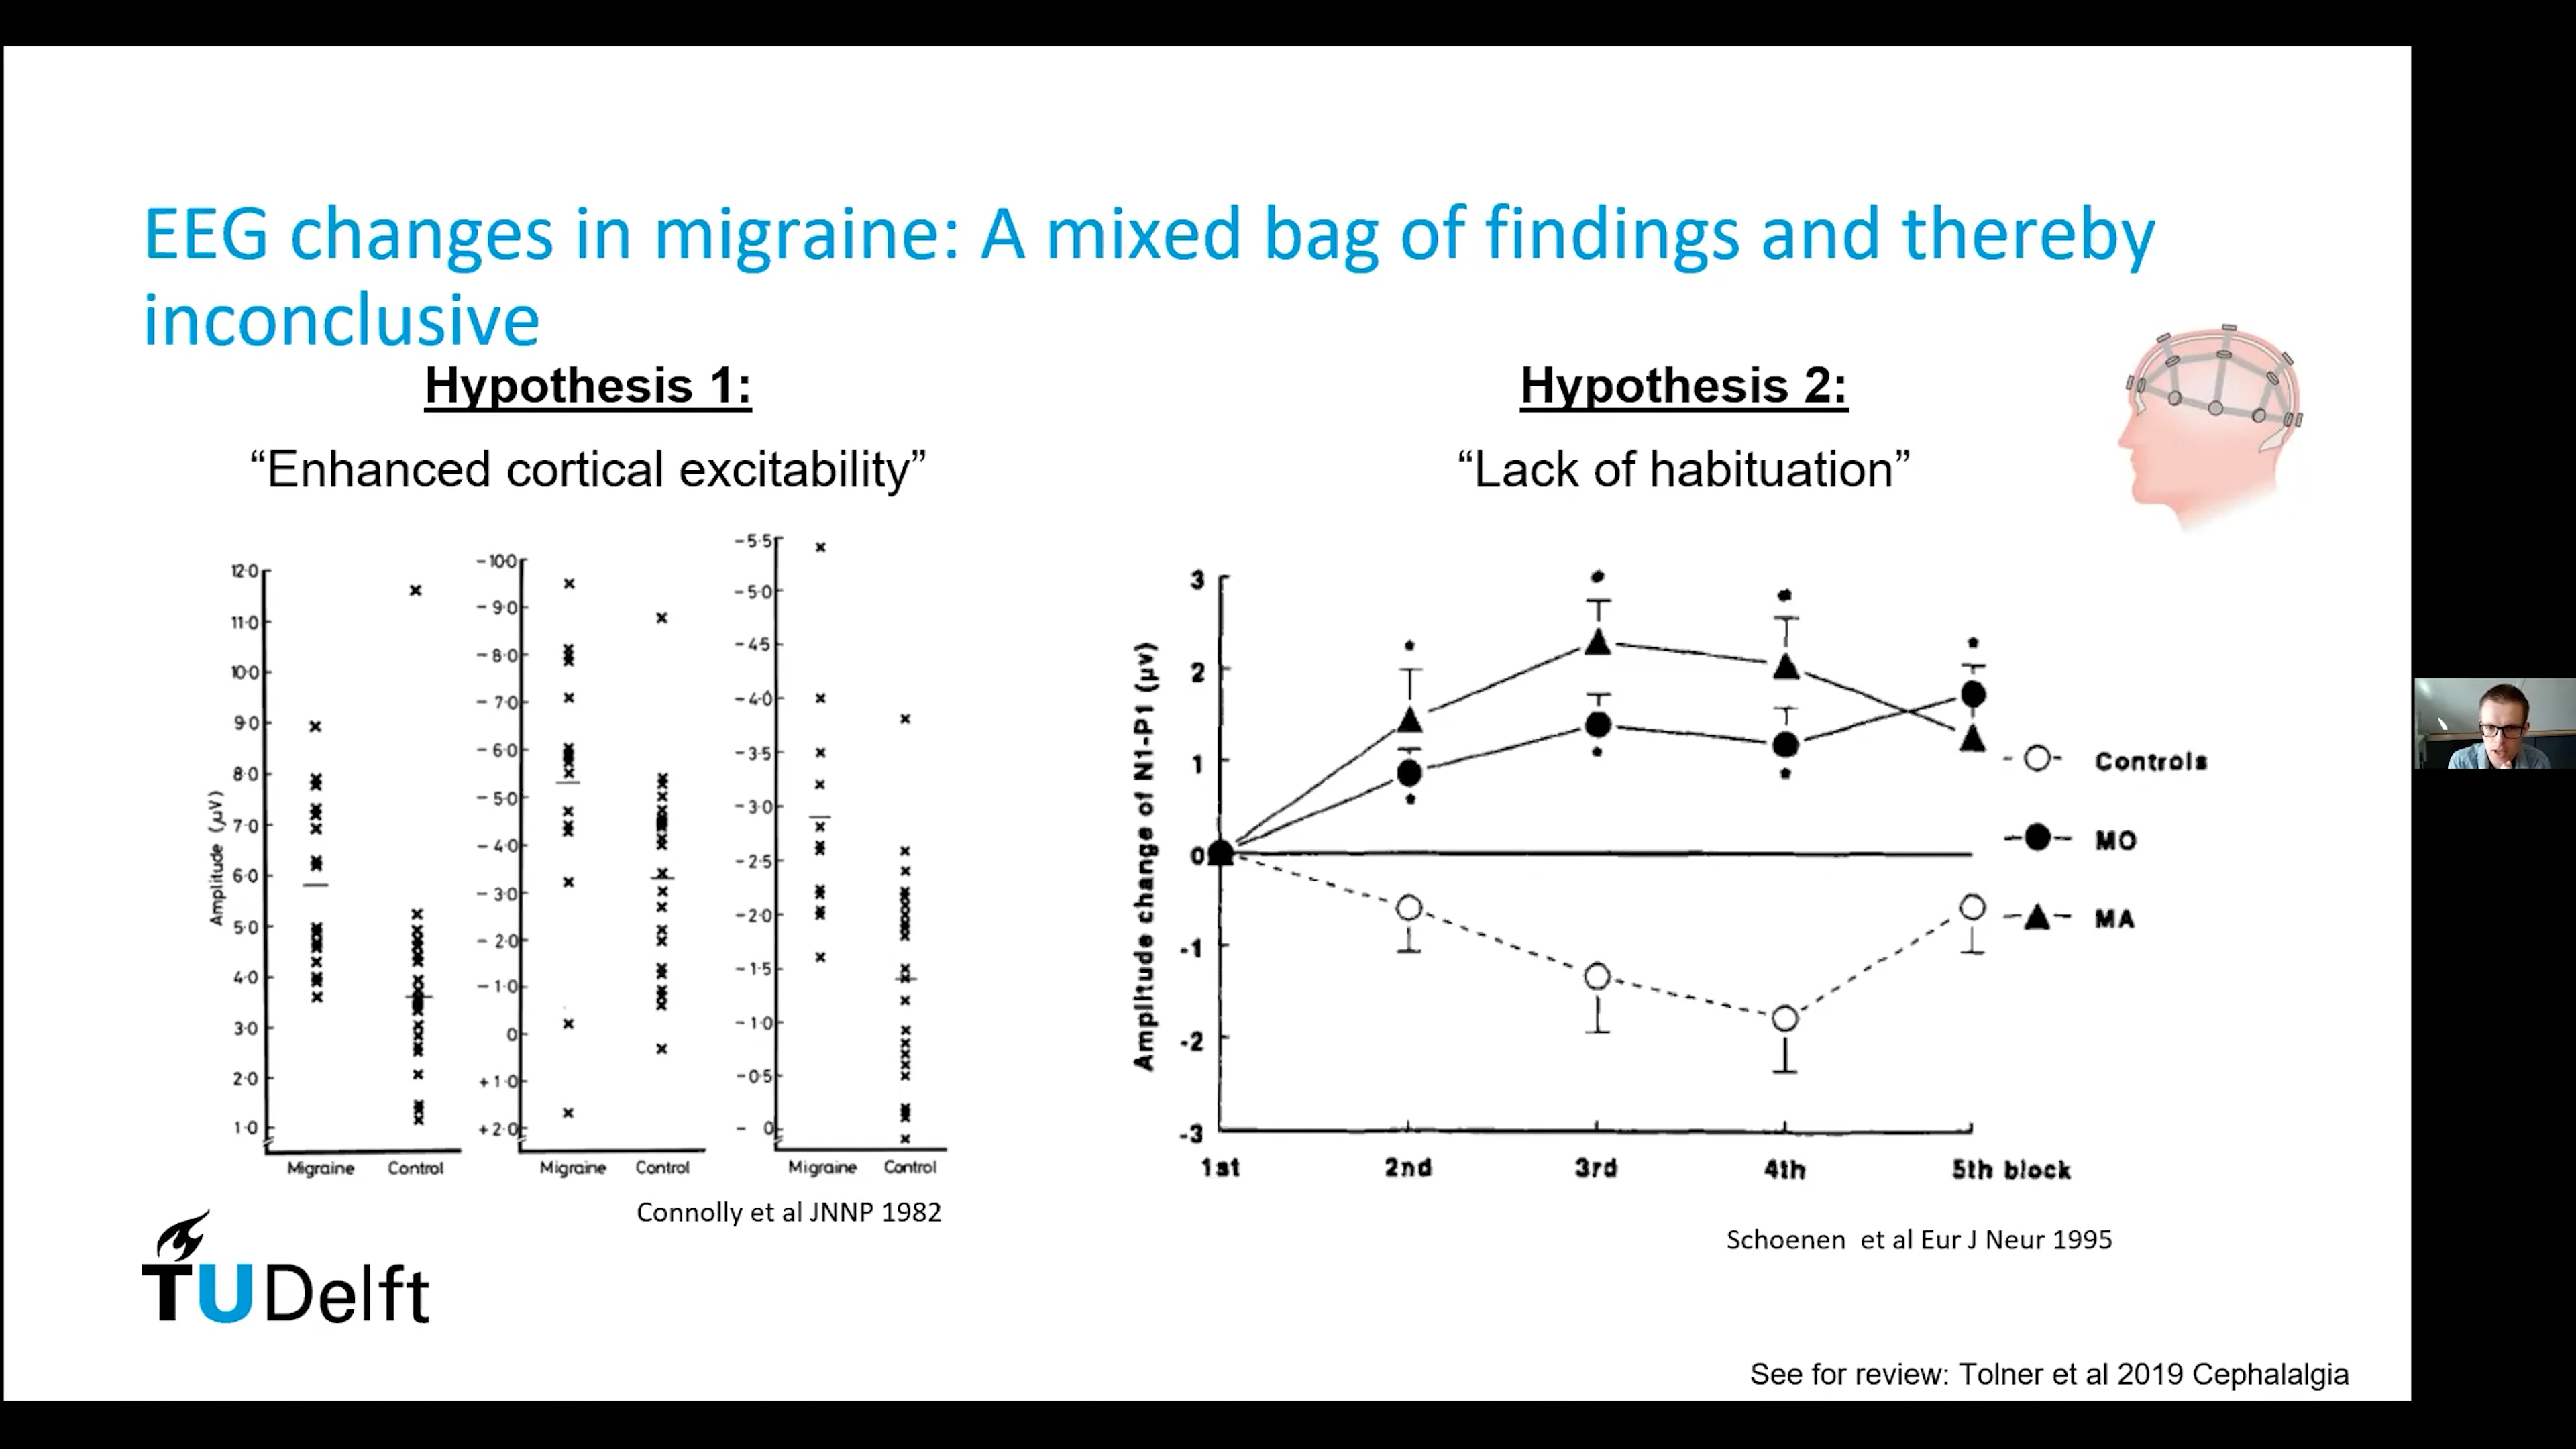 EEG changes in migraine: A mixed bag of findings and thereby
inconclusive
Hypothesis 1:
“Enhanced cortical excitability”
12·0
11·0
10·0
9·0
8·0
7·0
6·0
5·0
4·0
3·0
2·0
1·0
Amplitude (μV)
Migraine Control
-10·0
-9·0
-8·0
-7·0
-6·0
-5·0
-4·0
-3·0
-2·0
-1·0
0
+1·0
+2·0
Migraine Control
-5·5
-5·0
-4·5
-4·0
-3·5
-3·0
-2·5
-2·0
-1·5
-1·0
-0·5
- 0
Migraine Control
Connolly et al JNNP 1982
Hypothesis 2:
“Lack of habituation”
Amplitude change of N1-P1 (μv)
3
2
1
0
-1
-2
-3
1st 2nd 3rd 4th 5th block
Controls
MO
MA
Schoenen et al Eur J Neur 1995
TUDelft
See for review: Tolner et al 2019 Cephalalgia